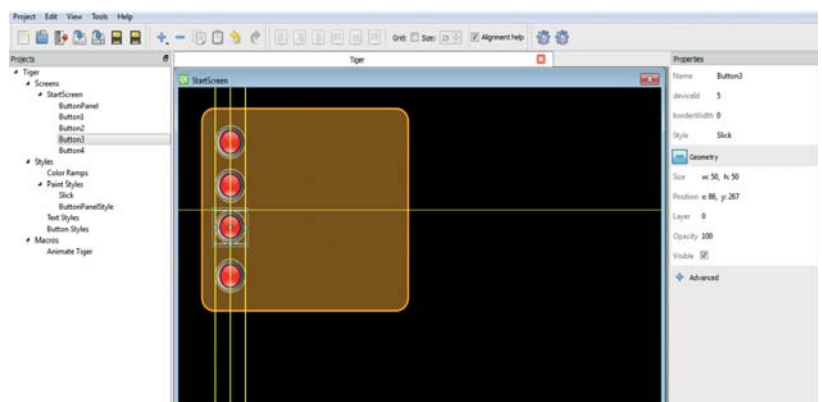 Project Edit View Tools Help
Grid: Size: 25 Alignment help
Projects
Tiger
Properties
Tiger
Screens
StartScreen
ButtonPanel
Button1
Button2
Button3
Button4
Styles
Color Ramps
Paint Styles
Slick
ButtonPanelStyle
Text Styles
Button Styles
Macros
Animate Tiger
StartScreen
Name Button3
deviceId 5
borderWidth 0
Style Slick
Geometry
Size w: 50, h: 50
Position x: 86, y: 267
Layer 0
Opacity 100
Visible
Advanced